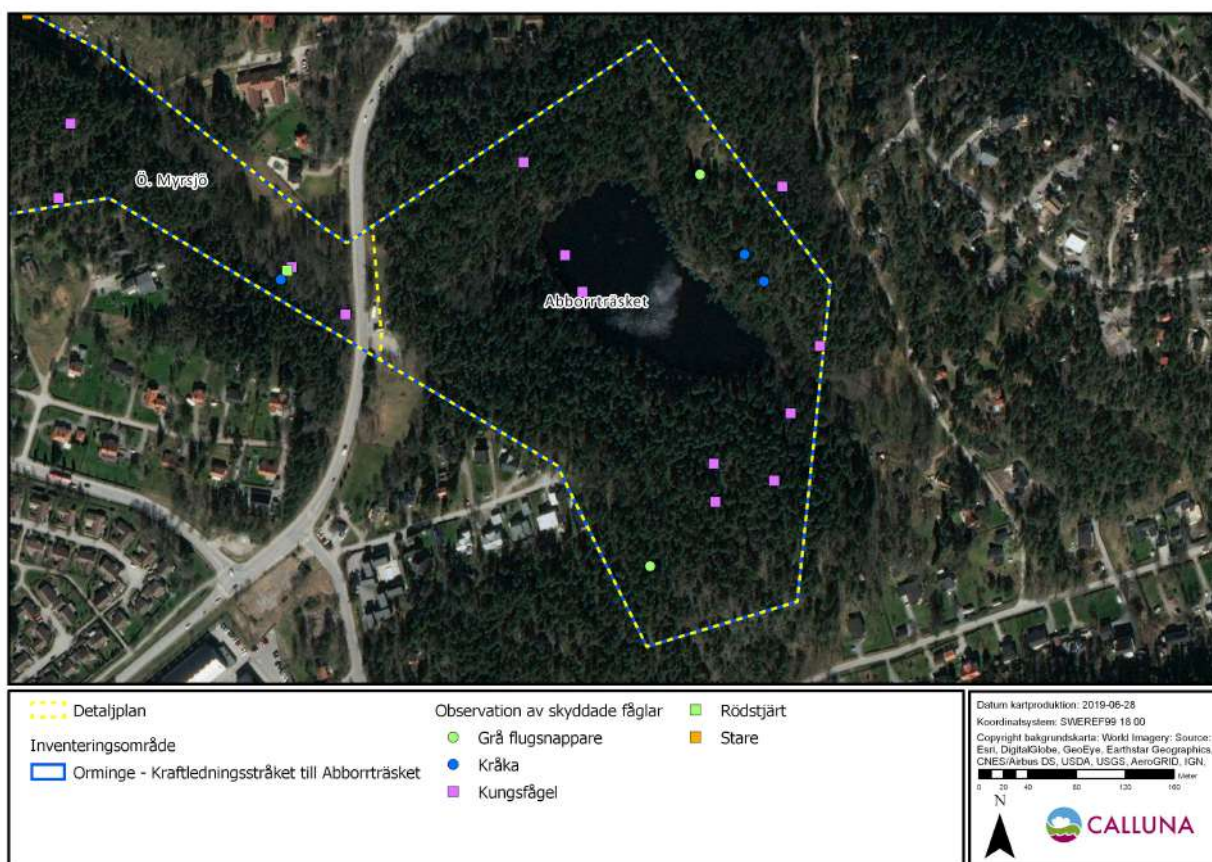 Ö. Myrsjö
Abborrträsket
Detaljplan
Inventeringsområde
Orminge - Kraftledningsstråket till Abborrträsket
Observation av skyddade fåglar
Grå flugsnappare
Kråka
Kungsfågel
Rödstjärt
Stare
Datum kartproduktion: 2019-06-28
Koordinatsystem: SWEREF99 18 00
Copyright bakgrundskarta: World Imagery: Source:
Esri, DigitalGlobe, GeoEye, Earthstar Geographics,
CNES/Airbus DS, USDA, USGS, AeroGRID, IGN,
Meter
0 20 40 80 120 160
N
CALLUNA